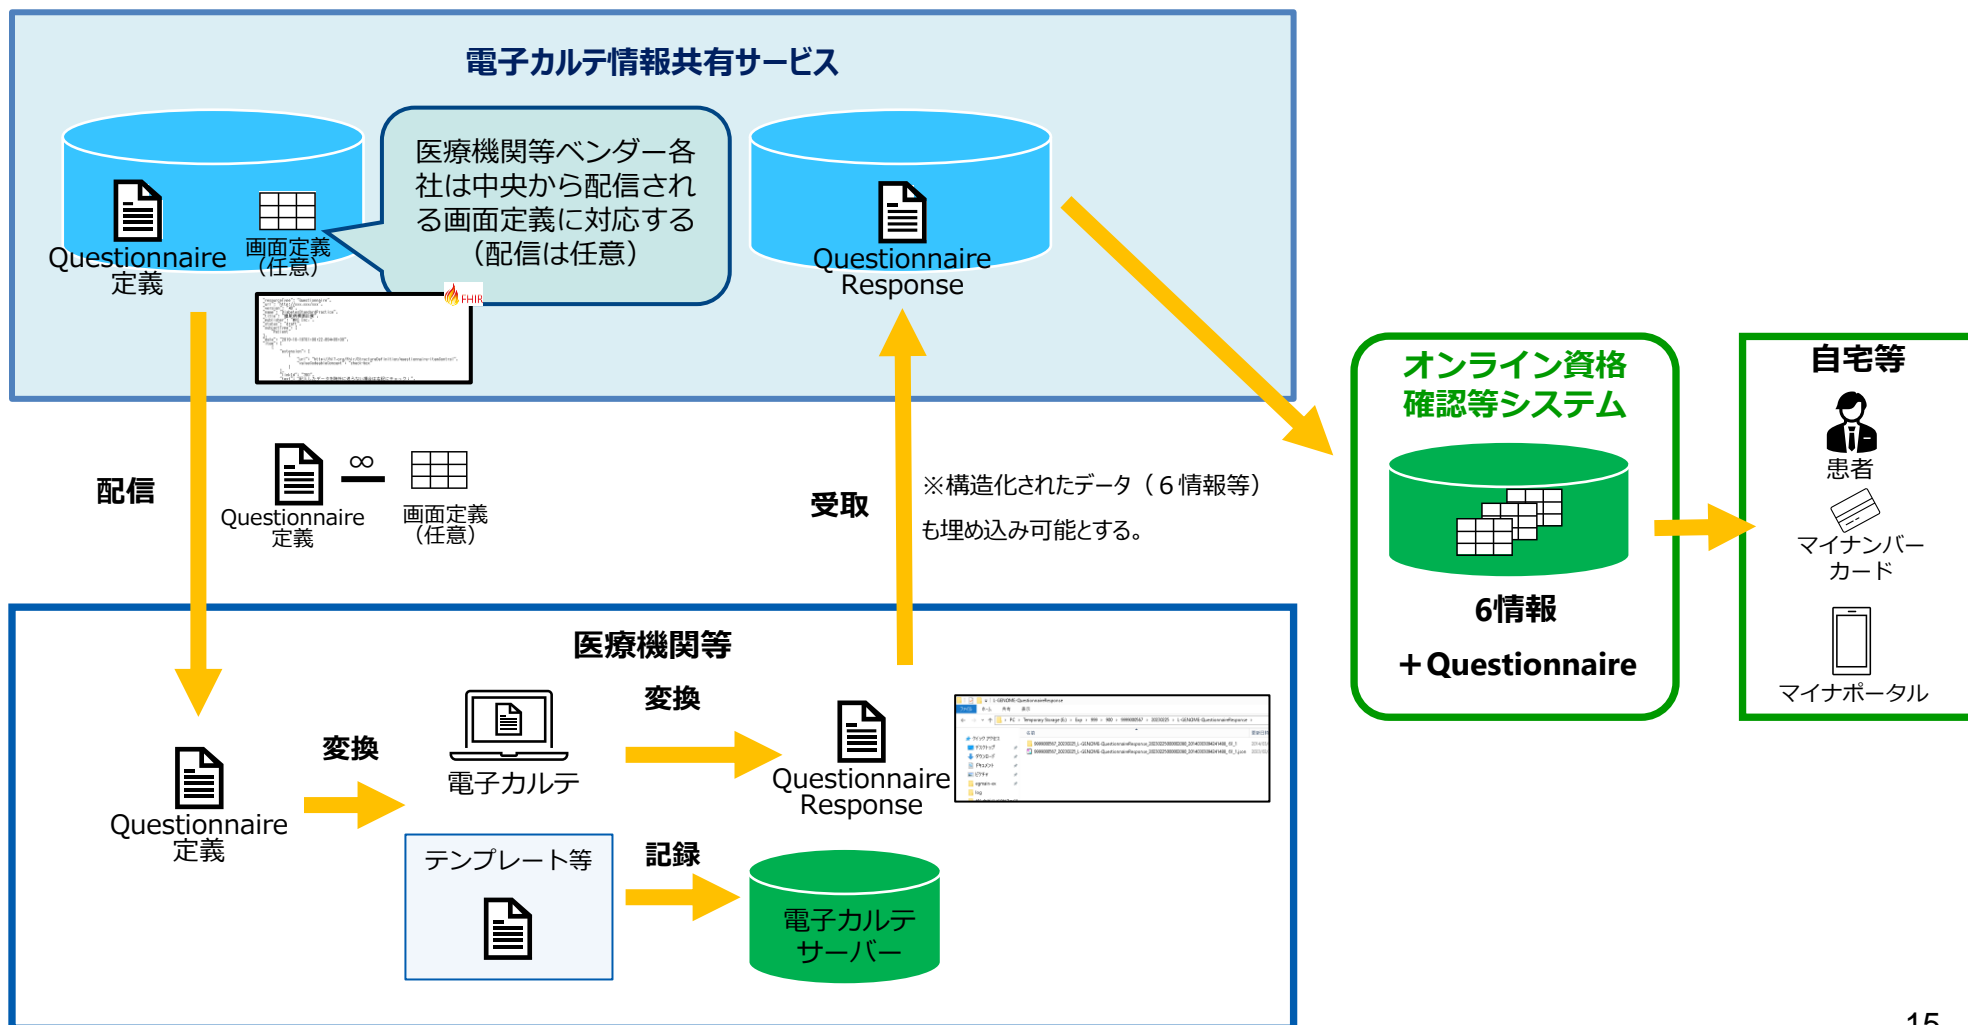 電子カルテ情報共有サービス
医療機関等ベンダー各
社は中央から配信され
る画面定義に対応する
（配信は任意）
Questionnaire
定義
画面定義
（任意）
FHIR
Questionnaire
Response
配信
Questionnaire
定義
∞
画面定義
（任意）
受取
※構造化されたデータ（６情報等）
も埋め込み可能とする。
オンライン資格
確認等システム
6情報
＋Questionnaire
自宅等
患者
マイナンバー
カード
マイナポータル
医療機関等
Questionnaire
定義
変換
電子カルテ
変換
Questionnaire
Response
テンプレート等
記録
電子カルテ
サーバー
15